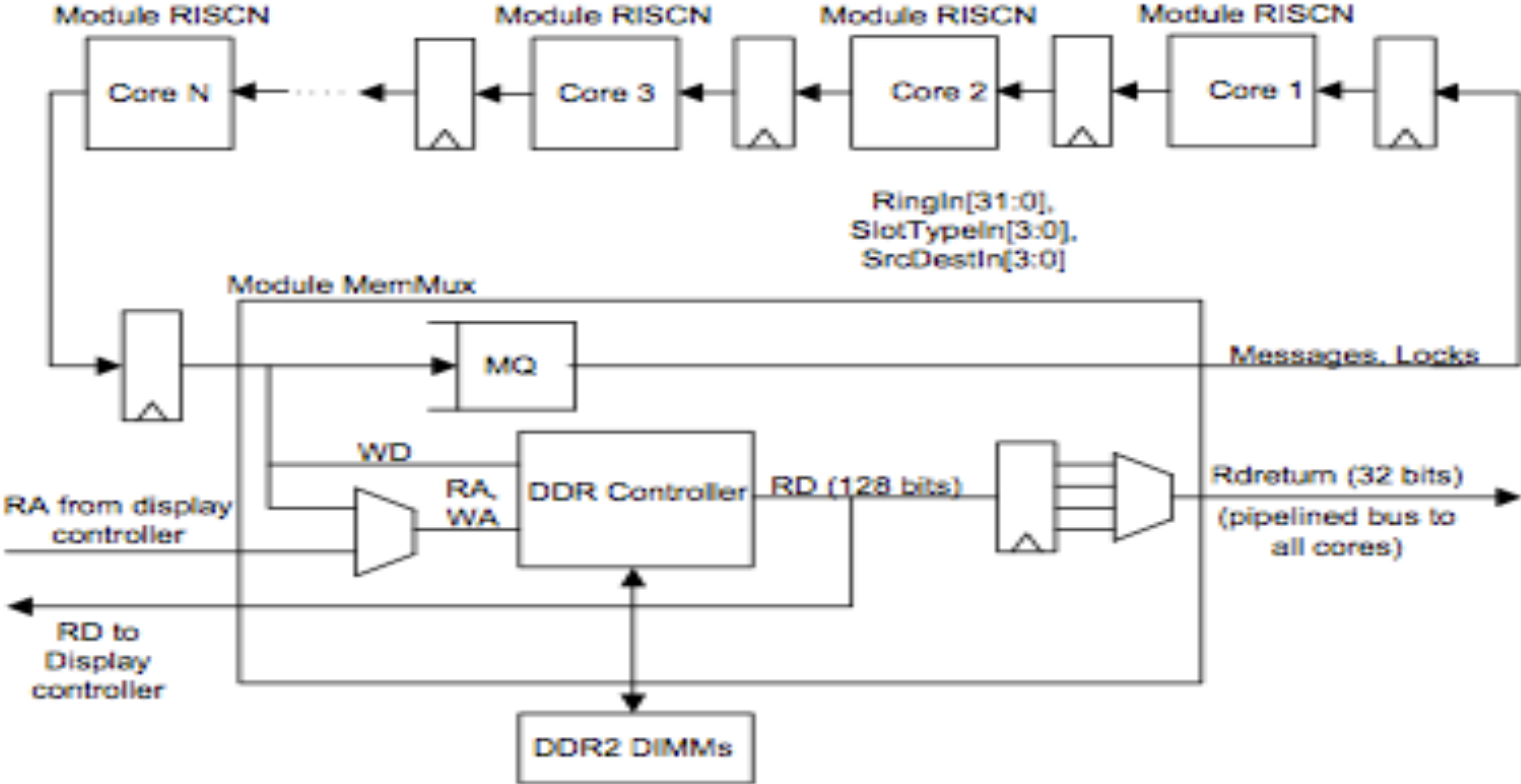 Module RISCN
Module RISCN
Module RISCN
Module RISCN
Core N
Core 3
Core 2
Core 1
RingIn[31:0],
SlotTypeIn[3:0],
SrcDestIn[3:0]
Module MemMux
MQ
Messages, Locks
WD
RA,
WA
DDR Controller
RD (128 bits)
Rdreturn (32 bits)
(pipelined bus to
all cores)
RA from display
controller
RD to
Display
controller
DDR2 DIMMs